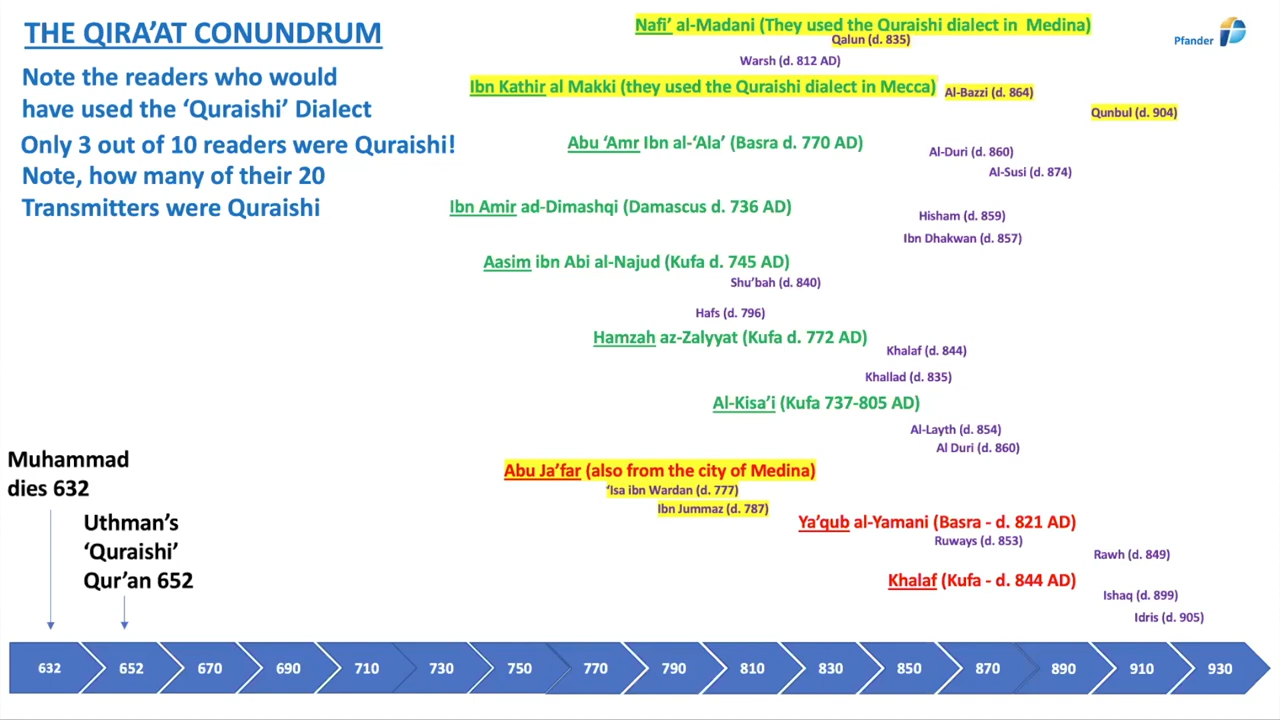 THE QIRA’AT CONUNDRUM
Note the readers who would
have used the ‘Quraishi’ Dialect
Only 3 out of 10 readers were Quraishi!
Note, how many of their 20
Transmitters were Quraishi
Nafi’ al-Madani (They used the Quraishi dialect in Medina)
Qalun (d. 835)
Warsh (d. 812 AD)
Pfander
Ibn Kathir al Makki (they used the Quraishi dialect in Mecca)
Al-Bazzi (d. 864)
Qunbul (d. 904)
Abu ‘Amr Ibn al-‘Ala’ (Basra d. 770 AD)
Al-Duri (d. 860)
Al-Susi (d. 874)
Ibn Amir ad-Dimashqi (Damascus d. 736 AD)
Hisham (d. 859)
Ibn Dhakwan (d. 857)
Aasim ibn Abi al-Najud (Kufa d. 745 AD)
Shu’bah (d. 840)
Hafs (d. 796)
Hamzah az-Zalyyat (Kufa d. 772 AD)
Khalaf (d. 844)
Khallad (d. 835)
Al-Kisa’i (Kufa 737-805 AD)
Al-Layth (d. 854)
Al Duri (d. 860)
Abu Ja’far (also from the city of Medina)
‘Isa ibn Wardan (d. 777)
Ibn Jummaz (d. 787)
Ya’qub al-Yamani (Basra - d. 821 AD)
Ruways (d. 853)
Rawh (d. 849)
Khalaf (Kufa - d. 844 AD)
Ishaq (d. 899)
Idris (d. 905)
Muhammad
dies 632
Uthman’s
‘Quraishi’
Qur’an 652
632 652 670 690 710 730 750 770 790 810 830 850 870 890 910 930